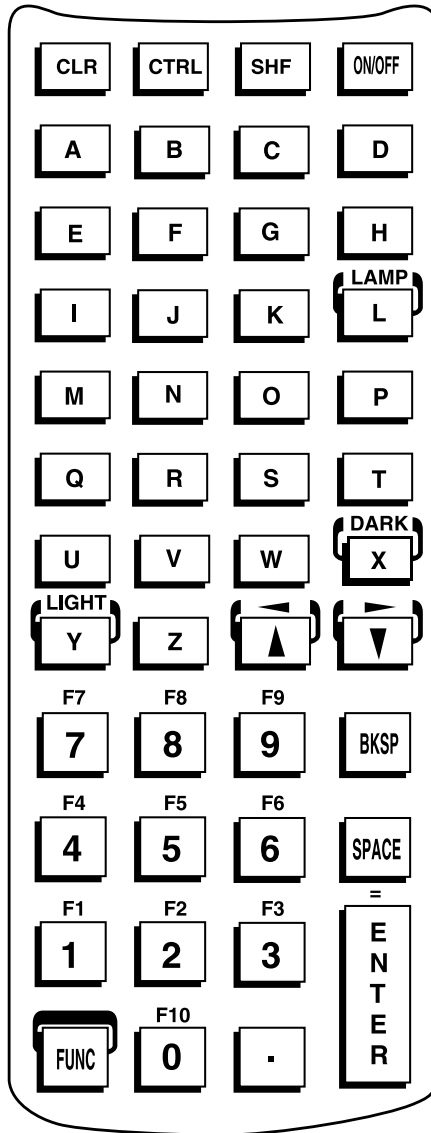 CLR CTRL SHF ON/OFF
A B C D
E F G H
LAMP
I J K L
M N O P
Q R S T
DARK
U V W X
LIGHT
Y Z
F7 F8 F9
7 8 9 BKSP
F4 F5 F6
4 5 6 SPACE
=
F1 F2 F3
1 2 3 ENTER
F10
FUNC 0 .